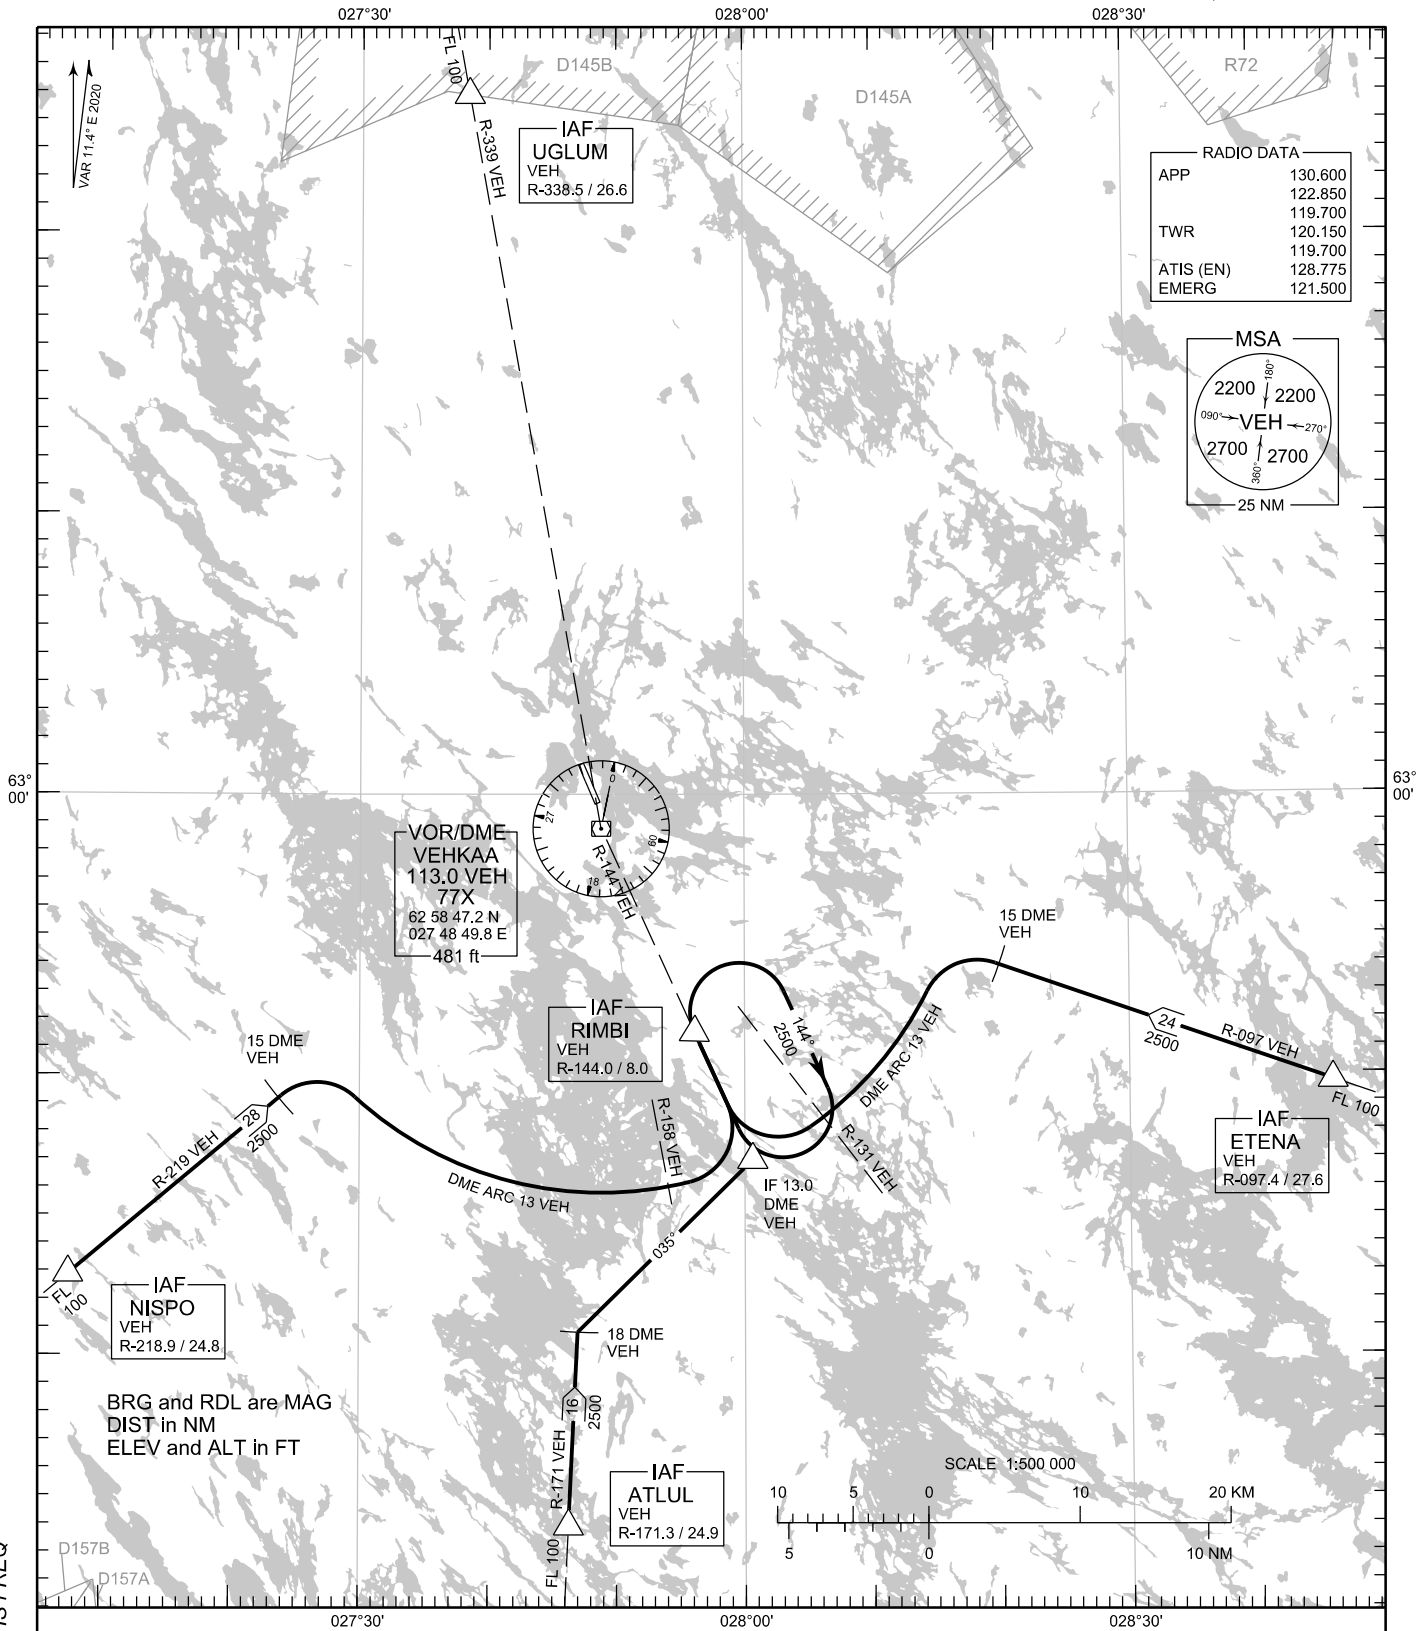 027°30'
028°00'
028°30'
D145B
D145A
R72
VAR 11.4° E 2020
FL 100
R-339 VEH
IAF
UGLUM
VEH
R-338.5 / 26.6
RADIO DATA
APP 130.600
122.850
119.700
TWR 120.150
119.700
ATIS (EN) 128.775
EMERG 121.500
MSA
180°
2200 2200
090° VEH 270°
2700 2700
360°
25 NM
63°
00'
63°
00'
0
27
09
18
VOR/DME
VEHKAA
113.0 VEH
77X
62 58 47.2 N
027 48 49.8 E
481 ft
R-144 VEH
15 DME
VEH
IAF
RIMBI
VEH
R-144.0 / 8.0
144°
2500
DME ARC 13 VEH
24
2500
R-097 VEH
FL 100
15 DME
VEH
R-158 VEH
R-131 VEH
IAF
ETENA
VEH
R-097.4 / 27.6
28
2500
R-219 VEH
DME ARC 13 VEH
IF 13.0
DME
VEH
035°
FL
100
IAF
NISPO
VEH
R-218.9 / 24.8
18 DME
VEH
BRG and RDL are MAG
DIST in NM
ELEV and ALT in FT
16
2500
R-171 VEH
FL 100
IAF
ATLUL
VEH
R-171.3 / 24.9
SCALE 1:500 000
10 5 0 10 20 KM
5 0 10 NM
D157B
D157A
027°30'
028°00'
028°30'